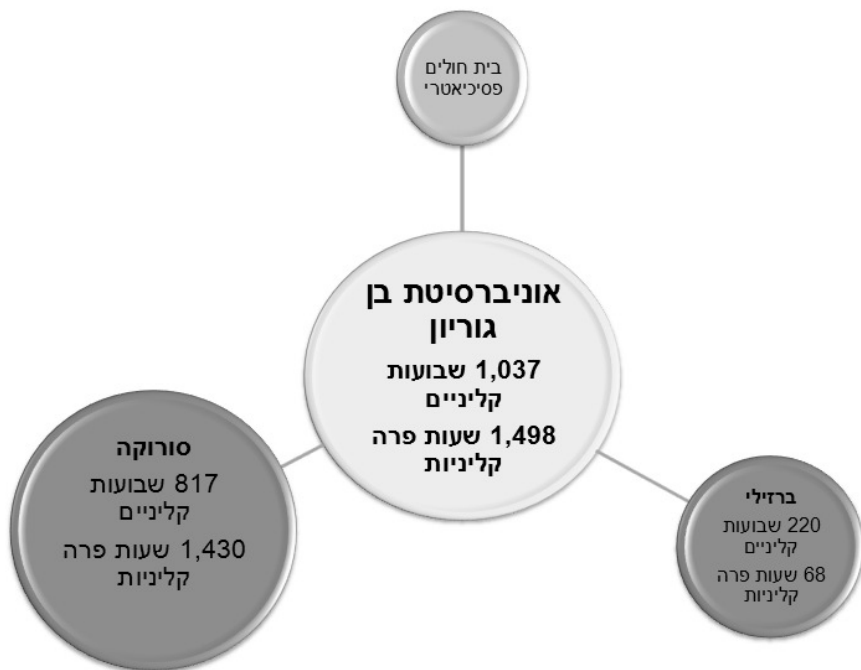 בית חולים
פסיכיאטרי
אוניברסיטת בן
גוריון
1,037 שבועות
קליניים
1,498 שעות פרה
קליניות
סורוקה
817 שבועות
קליניים
1,430 שעות פרה
קליניות
ברזילי
220 שבועות
קליניים
68 שעות פרה
קליניות